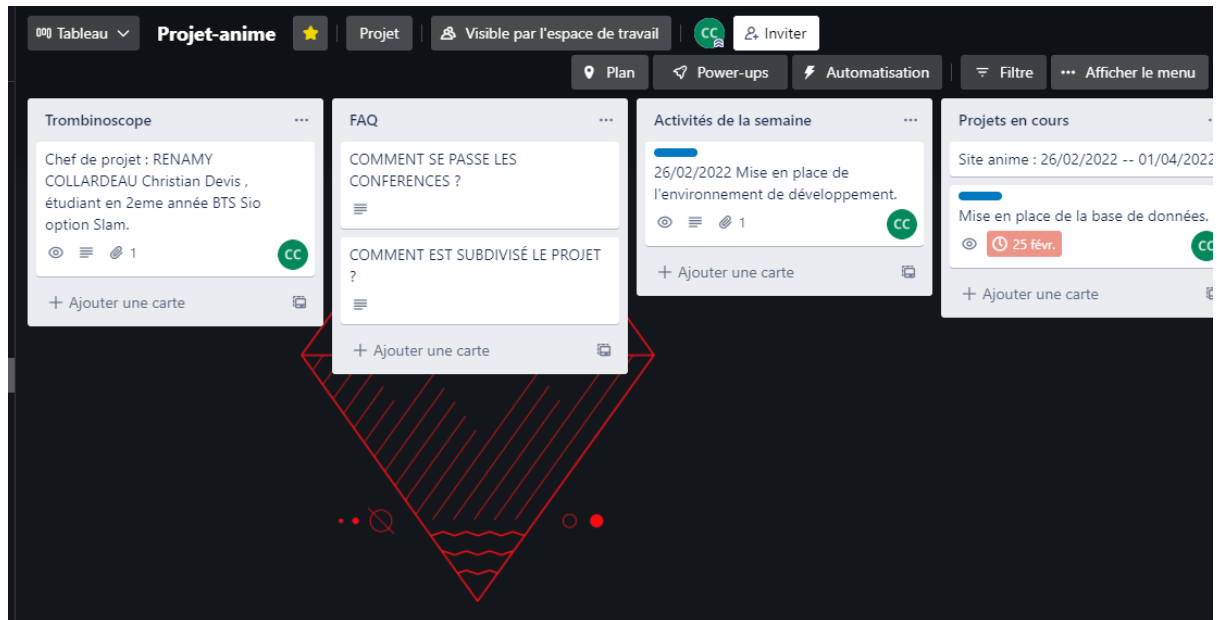 Tableau
Projet-anime
Projet
Visible par l'espace de travail
CC
Inviter
Plan
Power-ups
Automatisation
Filtre
Afficher le menu
Trombinoscope
Chef de projet : RENAMY
COLLARDEAU Christian Devis ,
étudiant en 2eme année BTS Sio
option Slam.
1
CC
Ajouter une carte
FAQ
COMMENT SE PASSE LES
CONFERENCES ?
COMMENT EST SUBDIVISÉ LE PROJET
?
Ajouter une carte
Activités de la semaine
26/02/2022 Mise en place de
l'environnement de développement.
1
CC
Ajouter une carte
Projets en cours
Site anime : 26/02/2022 -- 01/04/2022
Mise en place de la base de données.
25 févr.
CC
Ajouter une carte